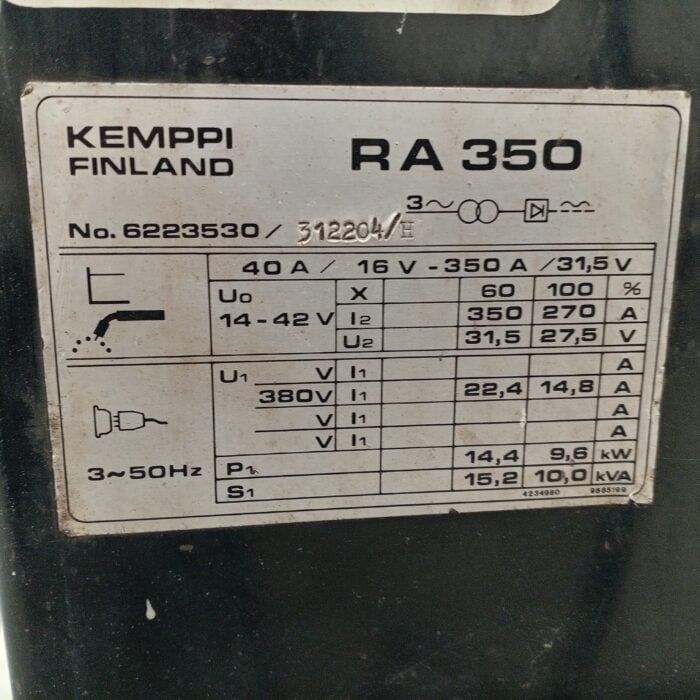 KEMPPI
FINLAND
RA 350
3~
No. 6223530 / 312204/H
40 A / 16 V - 350 A / 31,5 V
U0 X 60 100 %
14 - 42 V I2 350 270 A
U2 31,5 27,5 V
U1 V I1 A
380V I1 22,4 14,8 A
V I1 A
V I1 A
3~50Hz P1 14,4 9,6 kW
S1 15,2 10,0 kVA
4234980 9555199